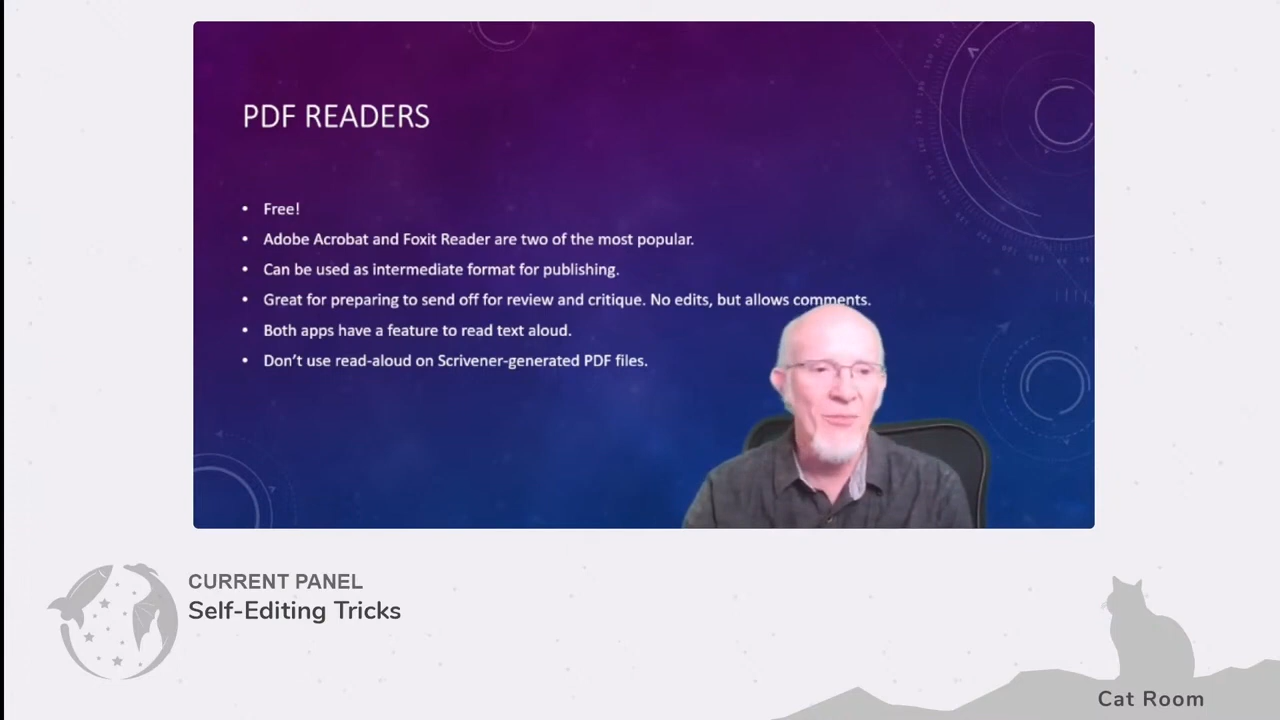 PDF READERS
• Free!
• Adobe Acrobat and Foxit Reader are two of the most popular.
• Can be used as intermediate format for publishing.
• Great for preparing to send off for review and critique. No edits, but allows comments.
• Both apps have a feature to read text aloud.
• Don't use read-aloud on Scrivener-generated PDF files.
CURRENT PANEL
Self-Editing Tricks
Cat Room